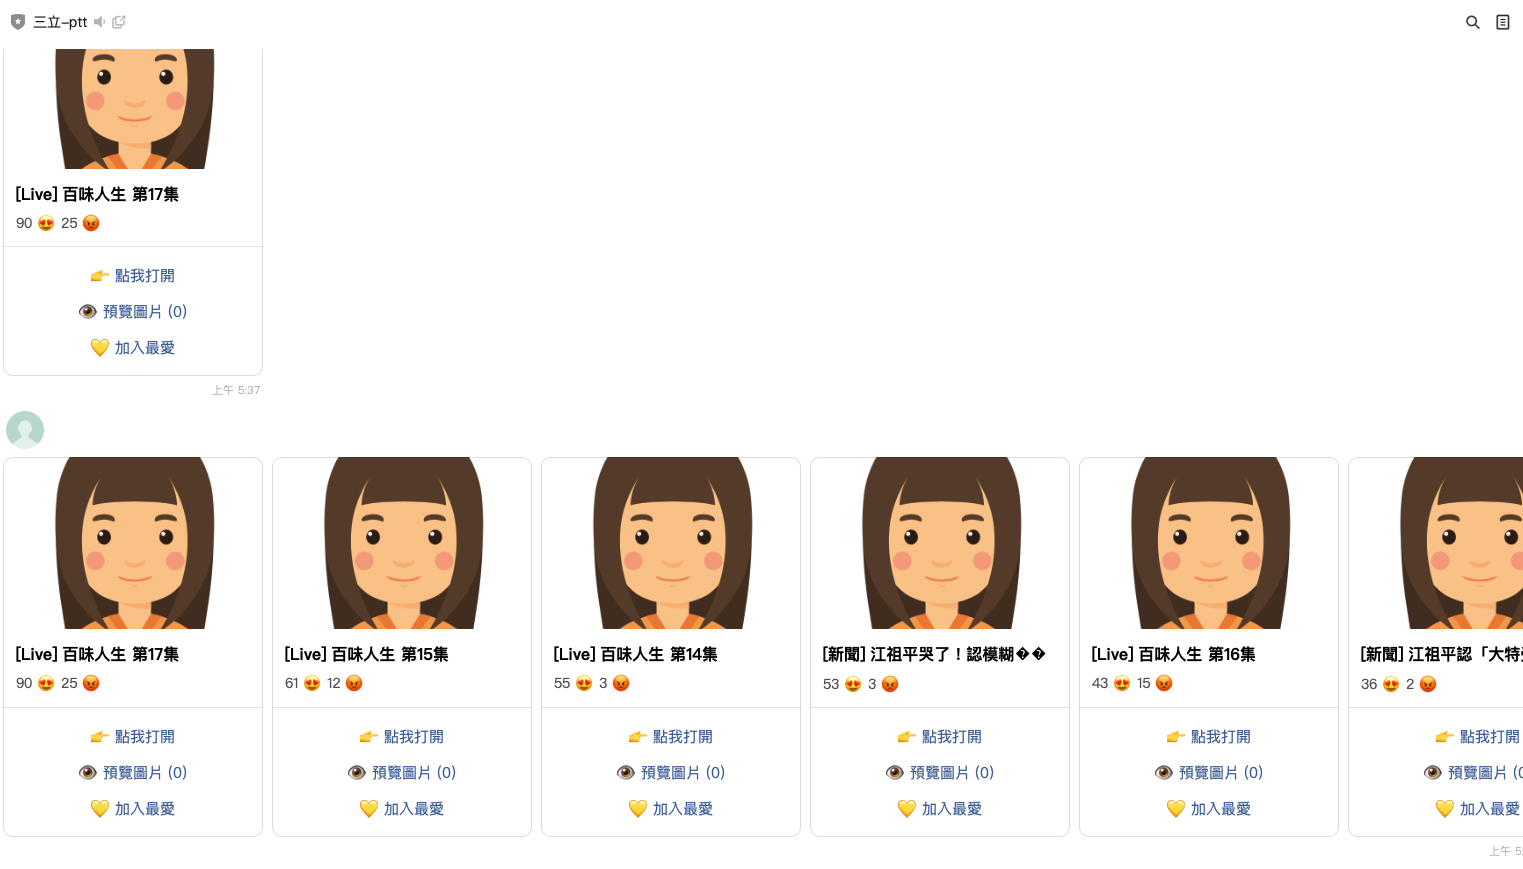 三立-ptt
[Live] 百味人生 第17集
90 😍 25 😡
👉 點我打開
👁 預覽圖片 (0)
💛 加入最愛
上午 5:37
[Live] 百味人生 第17集
90 😍 25 😡
👉 點我打開
👁 預覽圖片 (0)
💛 加入最愛
[Live] 百味人生 第15集
61 😍 12 😡
👉 點我打開
👁 預覽圖片 (0)
💛 加入最愛
[Live] 百味人生 第14集
55 😍 3 😡
👉 點我打開
👁 預覽圖片 (0)
💛 加入最愛
[新聞] 江祖平哭了！認模糊��
53 😍 3 😡
👉 點我打開
👁 預覽圖片 (0)
💛 加入最愛
[Live] 百味人生 第16集
43 😍 15 😡
👉 點我打開
👁 預覽圖片 (0)
💛 加入最愛
[新聞] 江祖平認「大特
36 😍 2 😡
👉 點我打開
👁 預覽圖片 (0
💛 加入最愛
上午 5: